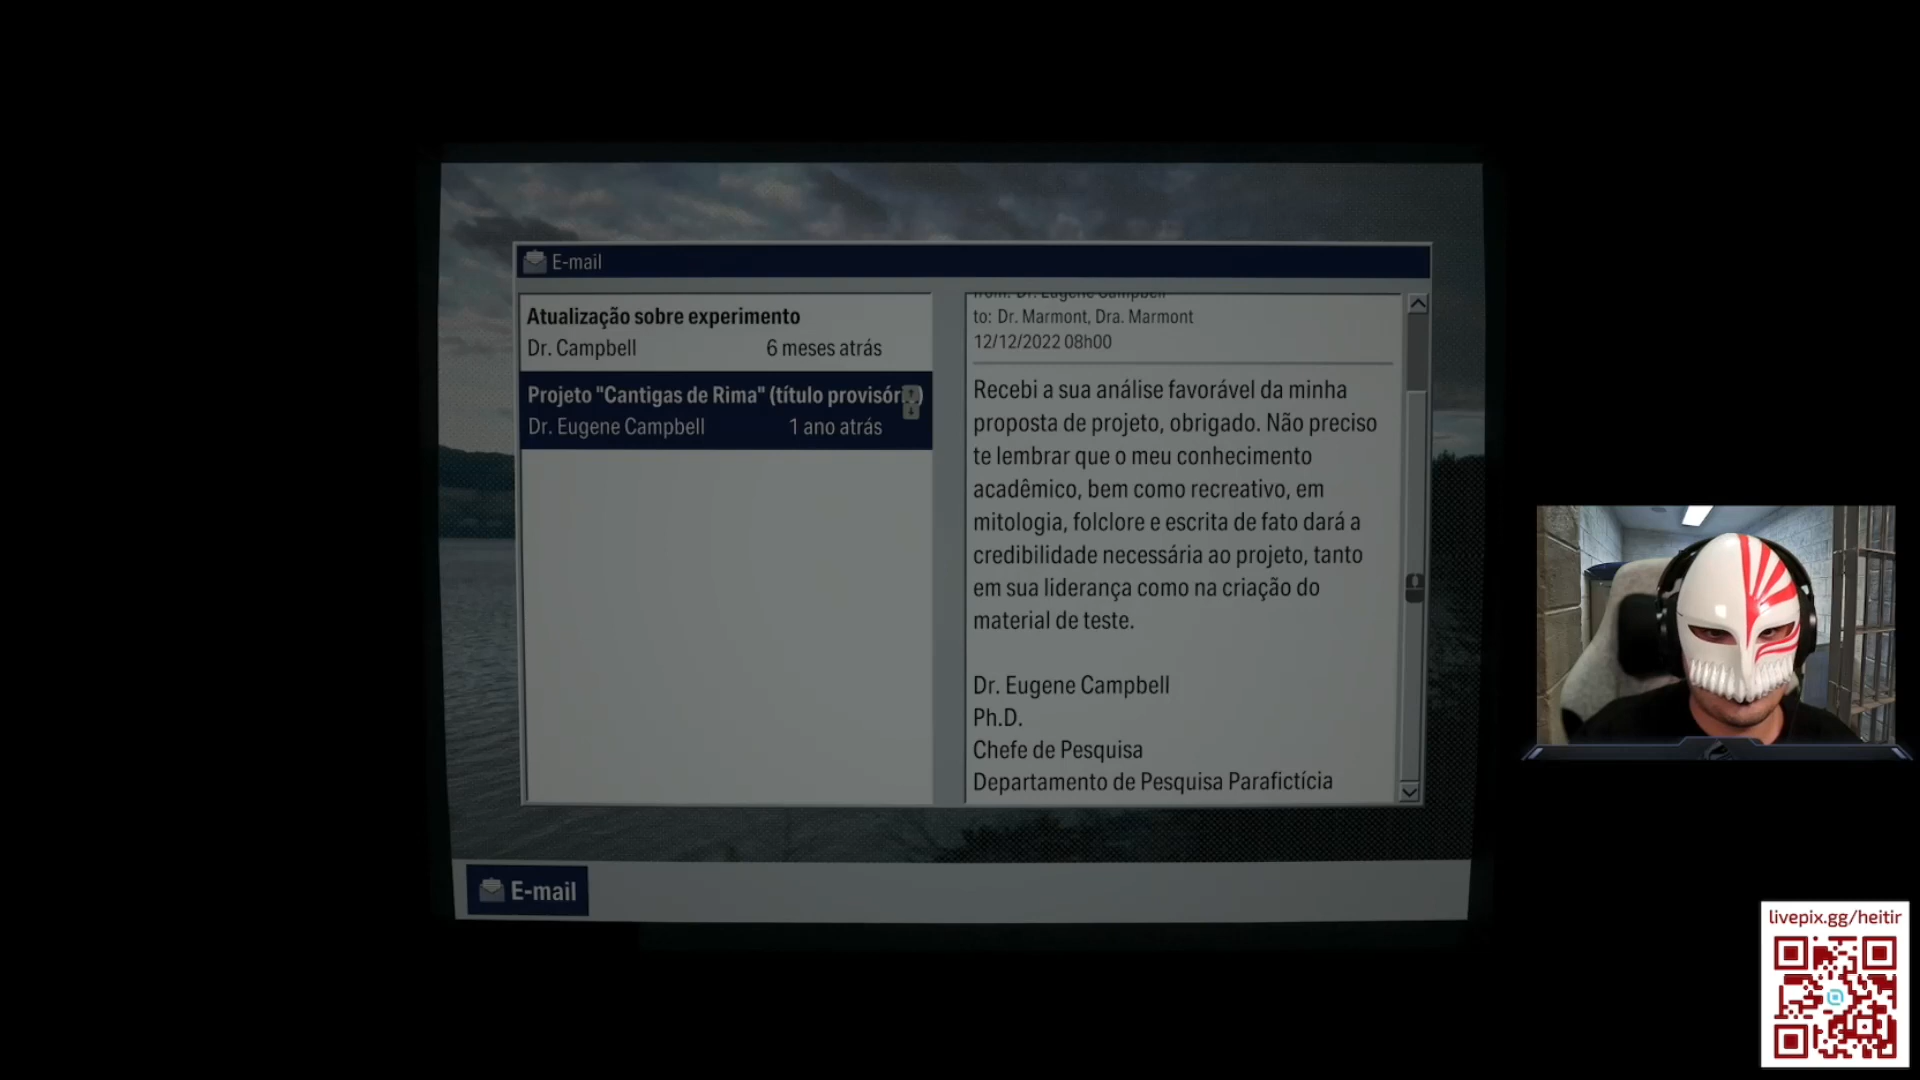 E-mail
Atualização sobre experimento
Dr. Campbell 6 meses atrás
Projeto "Cantigas de Rima" (título
Dr. Eugene Campbell 1 ano atrás
from: Dr. Eugene Campbell
to: Dr. Marmont, Dra. Marmont
12/12/2022 08h00
Recebi a sua análise favorável da minha
proposta de projeto, obrigado. Não preciso
te lembrar que o meu conhecimento
acadêmico, bem como recreativo, em
mitologia, folclore e escrita de fato dará a
credibilidade necessária ao projeto, tanto
em sua liderança como na criação do
material de teste.
Dr. Eugene Campbell
Ph.D.
Chefe de Pesquisa
Departamento de Pesquisa Parafictícia
E-mail
livepix.gg/heitir